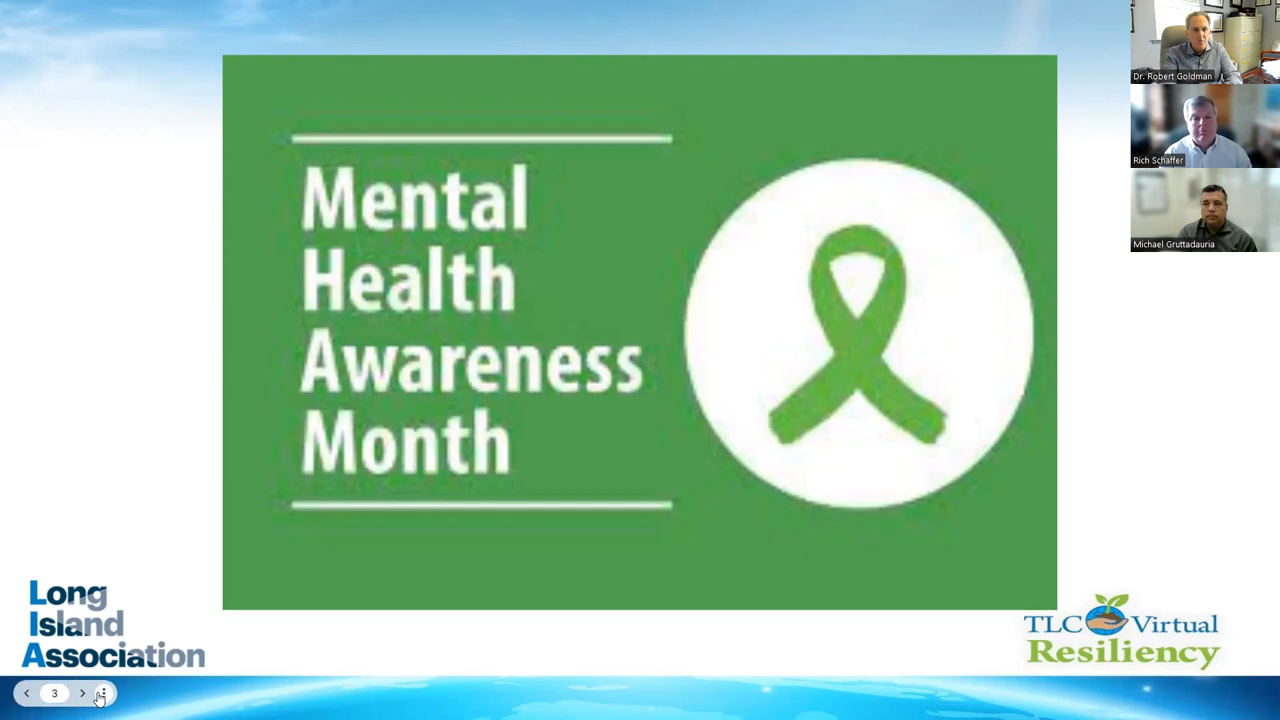 Mental
Health
Awareness
Month
Dr. Robert Goldman
Rich Schaffer
Michael Gruttadauria
Long
Island
Association
TLC Virtual
Resiliency
3